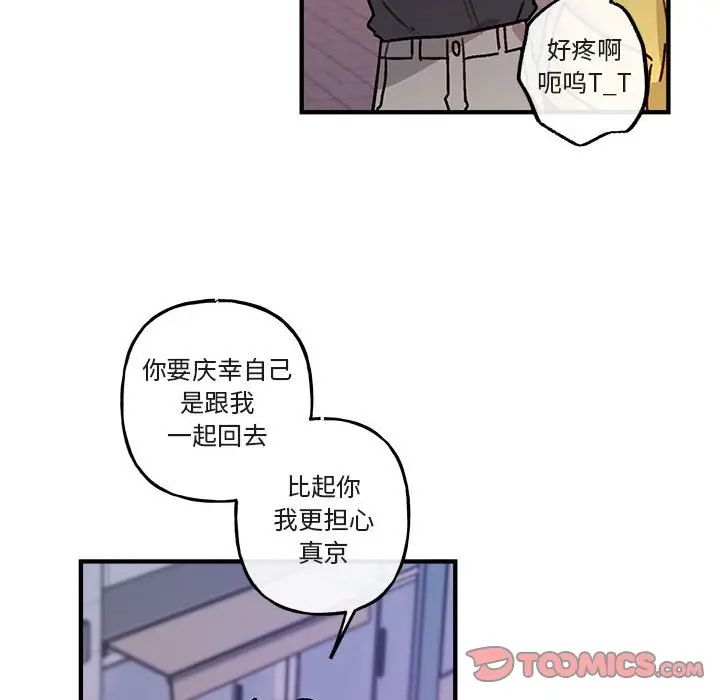 好疼啊
呃呜T_T
你要庆幸自己
是跟我
一起回去
比起你
我更担心
真京
TOOMICS.COM